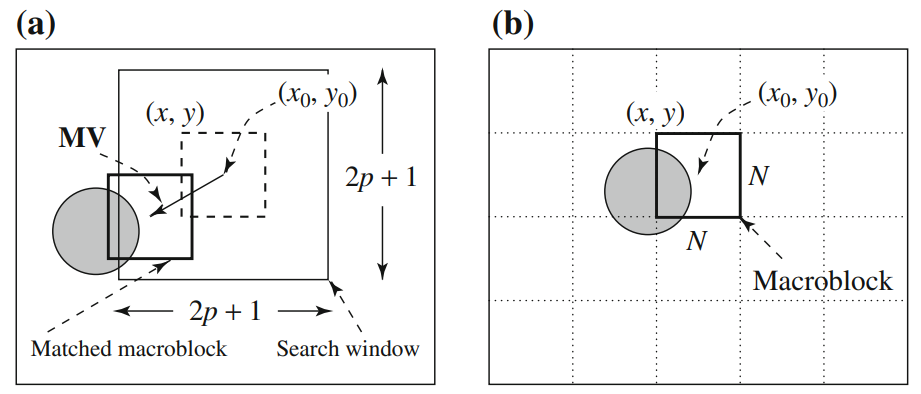 (a)
(x₀, y₀)
(x, y)
MV
2p + 1
2p + 1
Matched macroblock
Search window
(b)
(x₀, y₀)
(x, y)
N
N
Macroblock